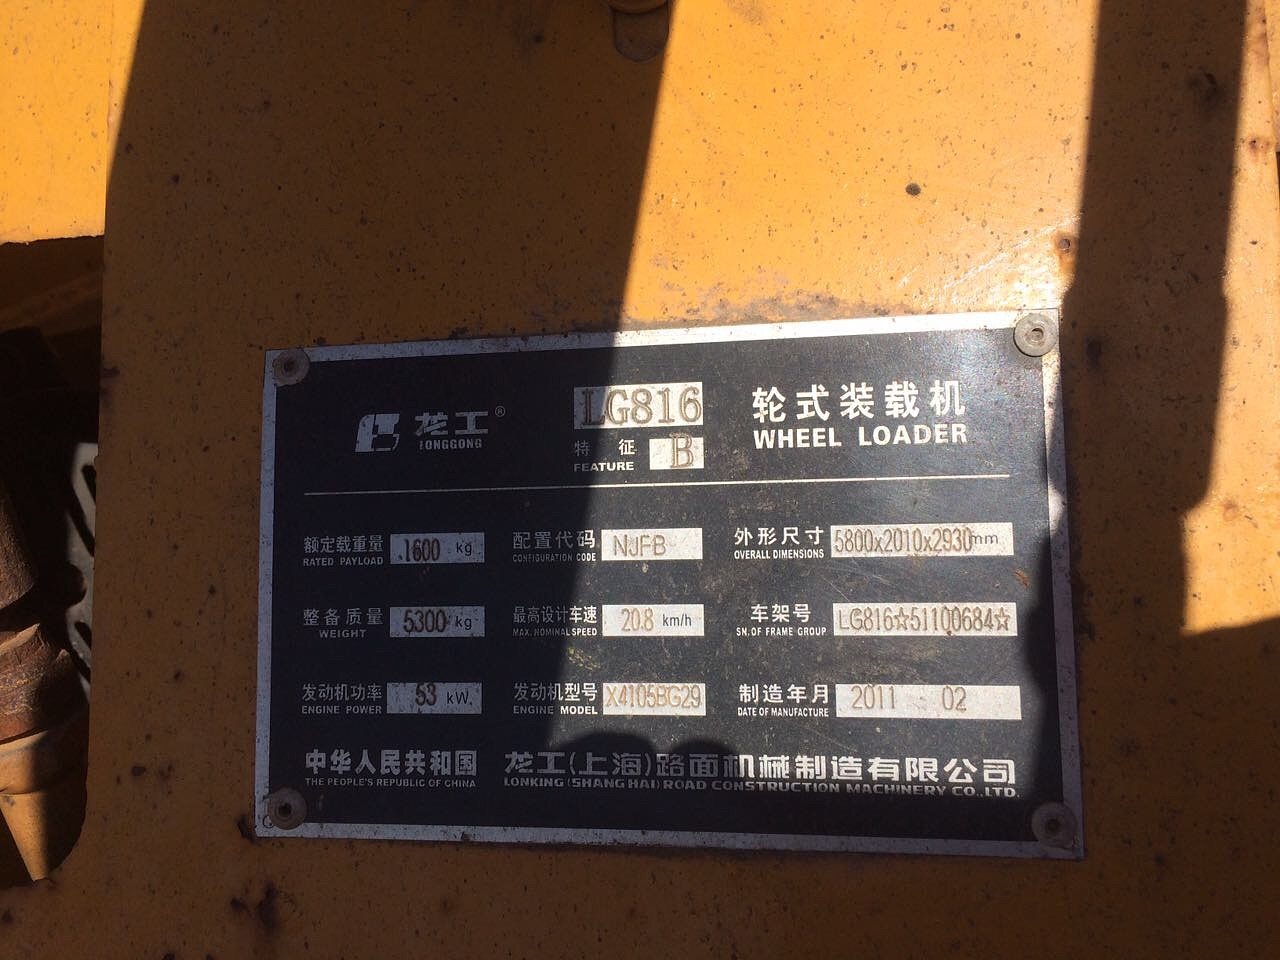 龙工®
LONGGONG
LG816
特 征 B
FEATURE
轮式装载机
WHEEL LOADER
额定载重量 1600 kg
RATED PAYLOAD
配置代码 NJFB
CONFIGURATION CODE
外形尺寸 5800x2010x2930mm
OVERALL DIMENSIONS
整备质量 5300 kg
WEIGHT
最高设计车速 20.8 km/h
MAX. NOMINAL SPEED
车架号 LG816☆51100684☆
SN. OF FRAME GROUP
发动机功率 53 kW
ENGINE POWER
发动机型号 X4105BG29
ENGINE MODEL
制造年月 2011 02
DATE OF MANUFACTURE
中华人民共和国
THE PEOPLE'S REPUBLIC OF CHINA
龙工(上海)路面机械制造有限公司
LONKING (SHANG HAI) ROAD CONSTRUCTION MACHINERY CO.,LTD.